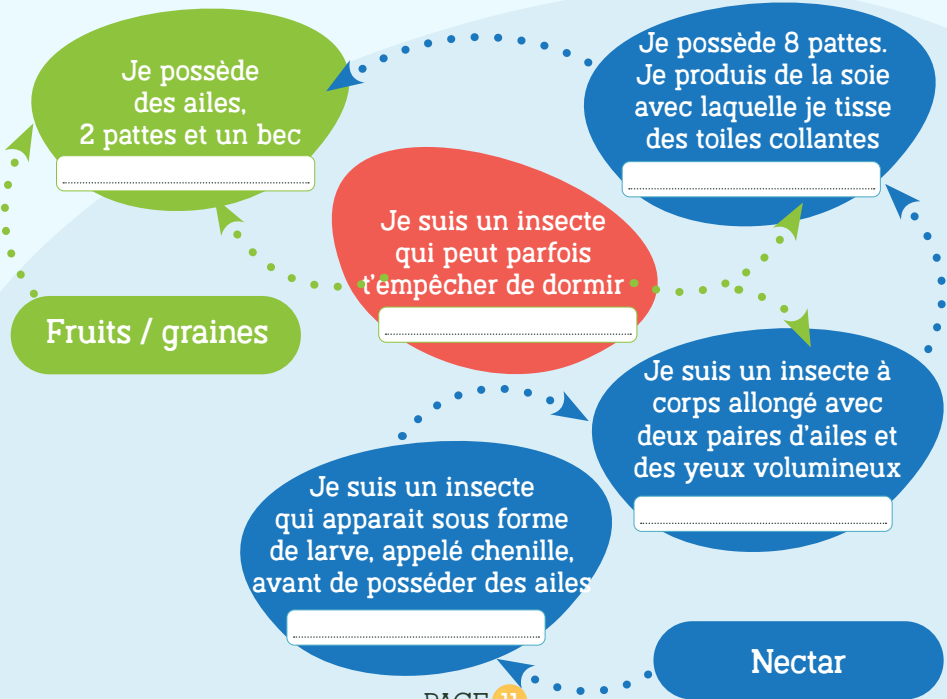 Je possède
des ailes,
2 pattes et un bec
Je possède 8 pattes.
Je produis de la soie
avec laquelle je tisse
des toiles collantes
Je suis un insecte
qui peut parfois
t'empêcher de dormir
Fruits / graines
Je suis un insecte à
corps allongé avec
deux paires d'ailes et
des yeux volumineux
Je suis un insecte
qui apparait sous forme
de larve, appelé chenille,
avant de posséder des ailes
Nectar
PAGE 11